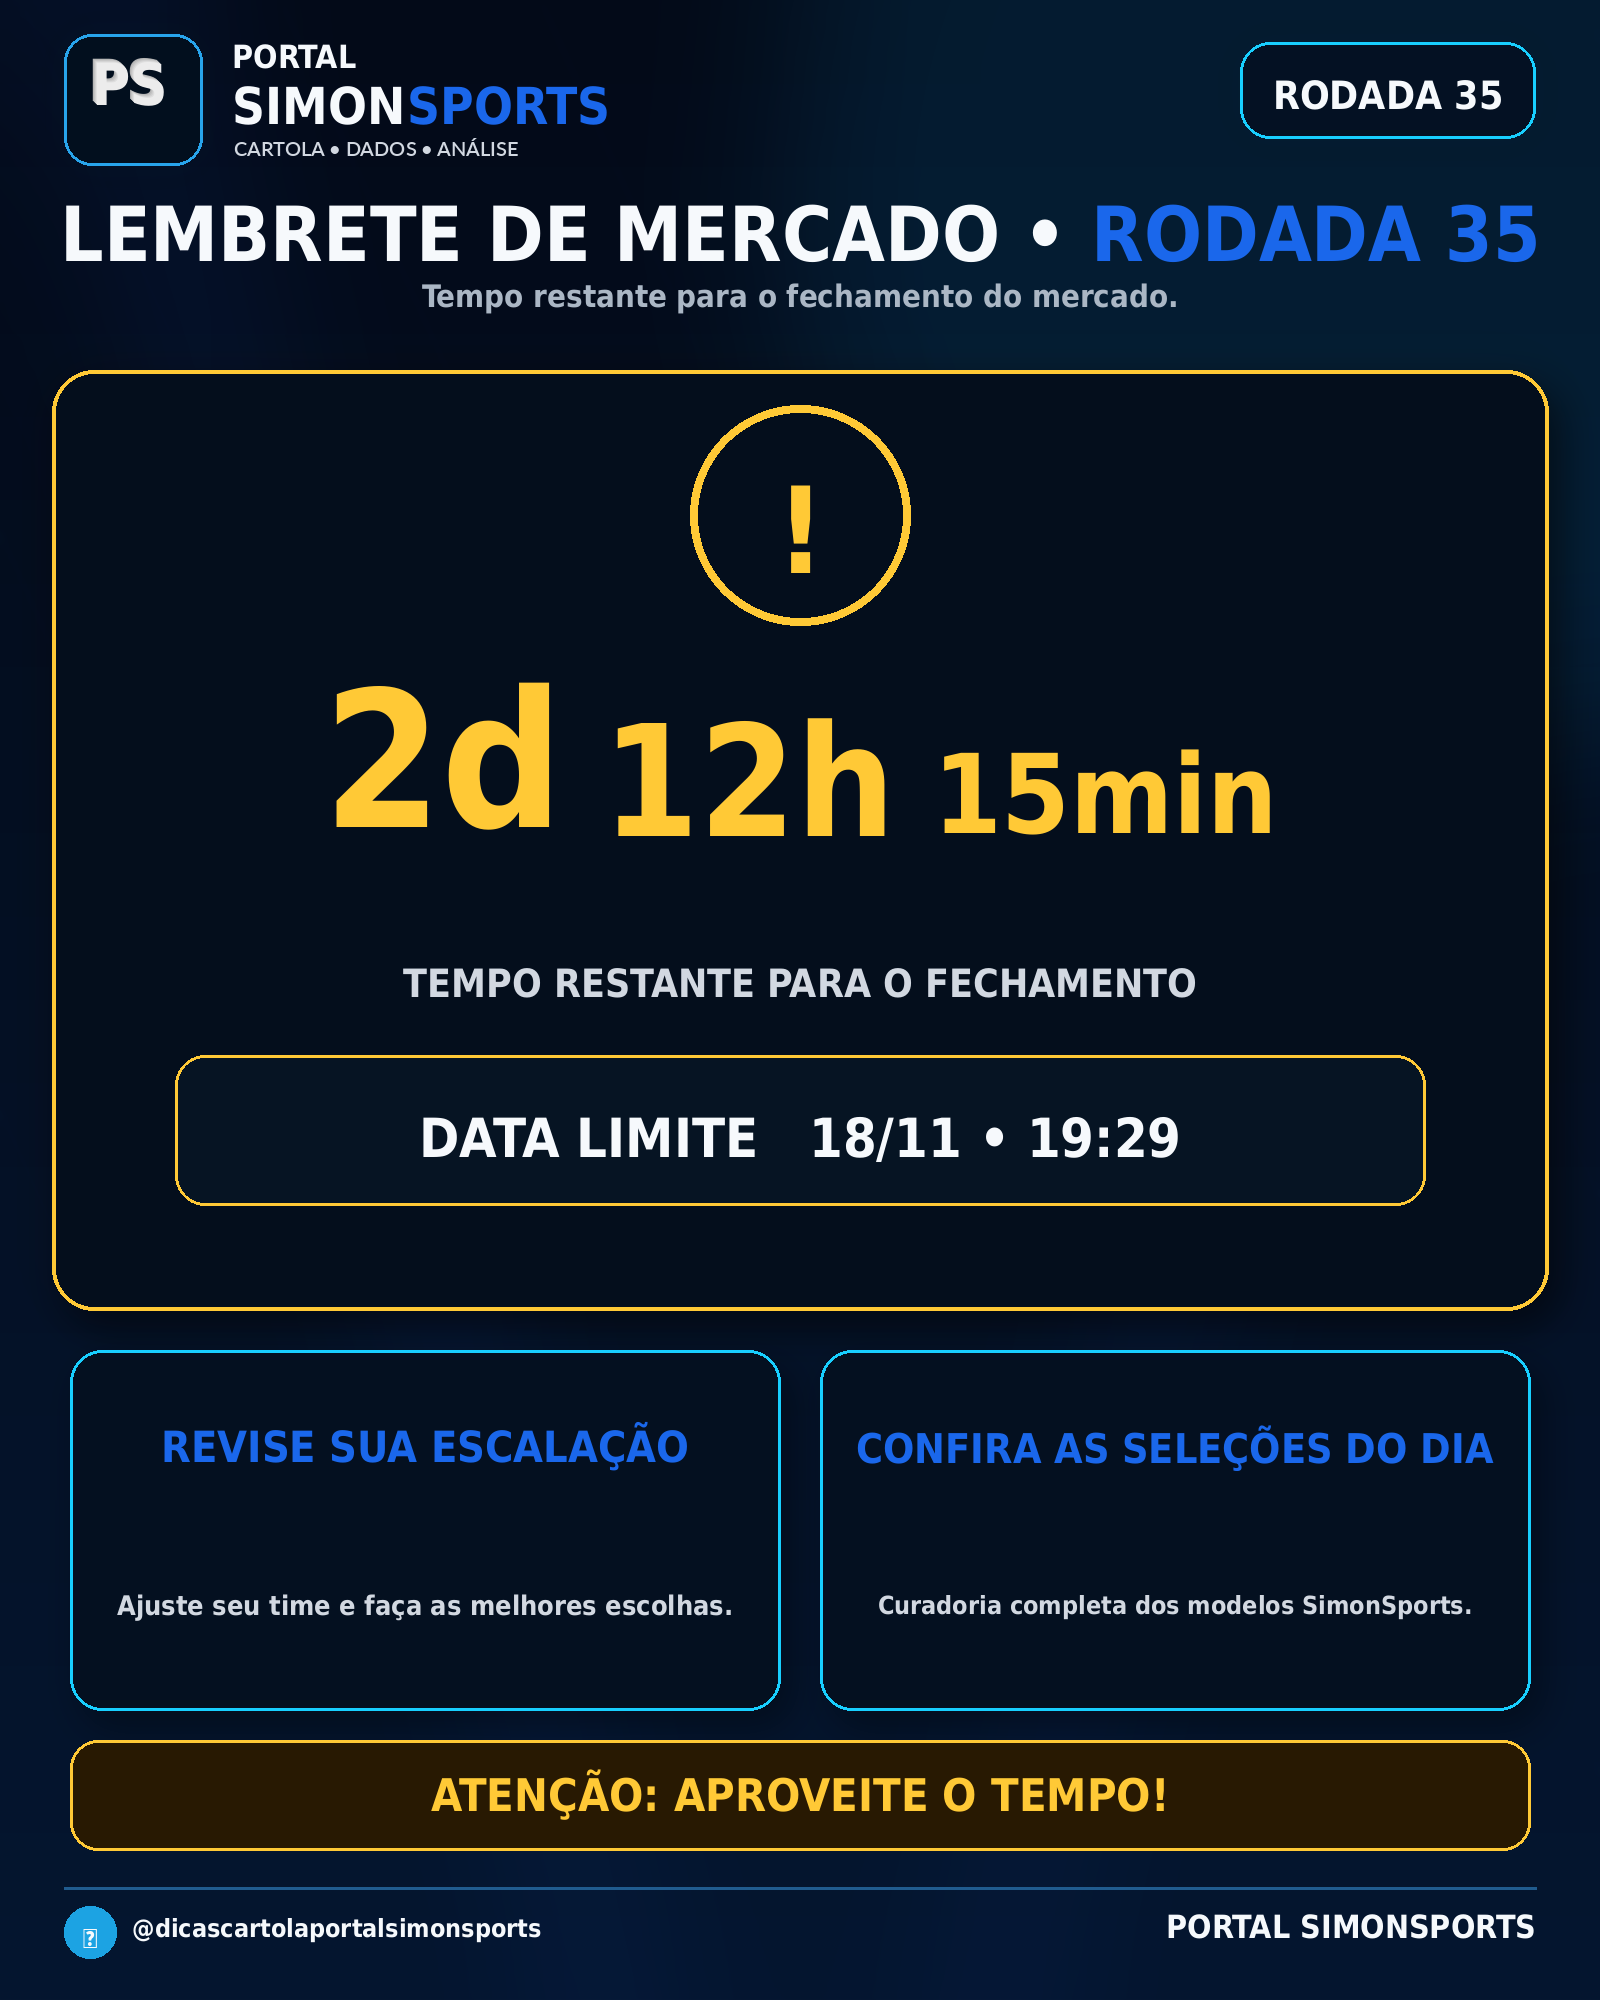 PS
PORTAL
SIMONSPORTS
CARTOLA • DADOS • ANÁLISE
RODADA 35
LEMBRETE DE MERCADO • RODADA 35
Tempo restante para o fechamento do mercado.
!
2d 12h 15min
TEMPO RESTANTE PARA O FECHAMENTO
DATA LIMITE 18/11 • 19:29
REVISE SUA ESCALAÇÃO
Ajuste seu time e faça as melhores escolhas.
CONFIRA AS SELEÇÕES DO DIA
Curadoria completa dos modelos SimonSports.
ATENÇÃO: APROVEITE O TEMPO!
@dicascartolaportalsimonsports
PORTAL SIMONSPORTS